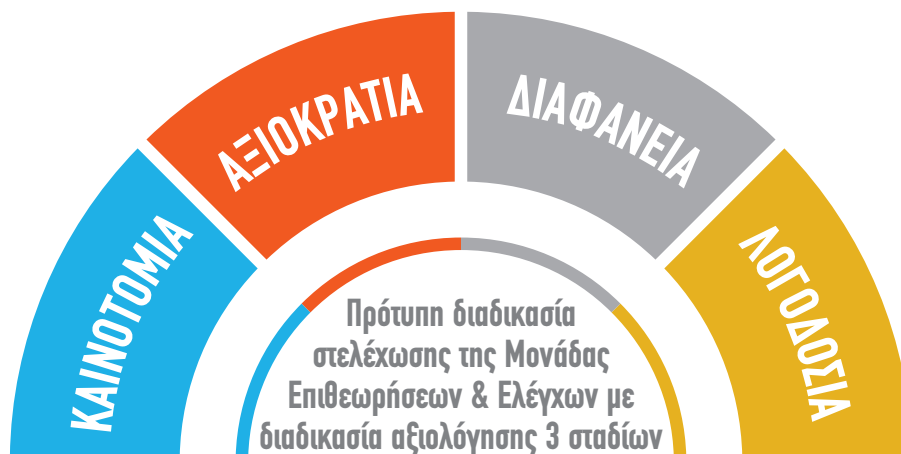 ΚΑΙΝΟΤΟΜΙΑ
ΑΞΙΟΚΡΑΤΙΑ
ΔΙΑΦΑΝΕΙΑ
ΛΟΓΟΔΟΣΙΑ
Πρότυπη διαδικασία
στελέχωσης της Μονάδας
Επιθεωρήσεων & Ελέγχων με
διαδικασία αξιολόγησης 3 σταδίων